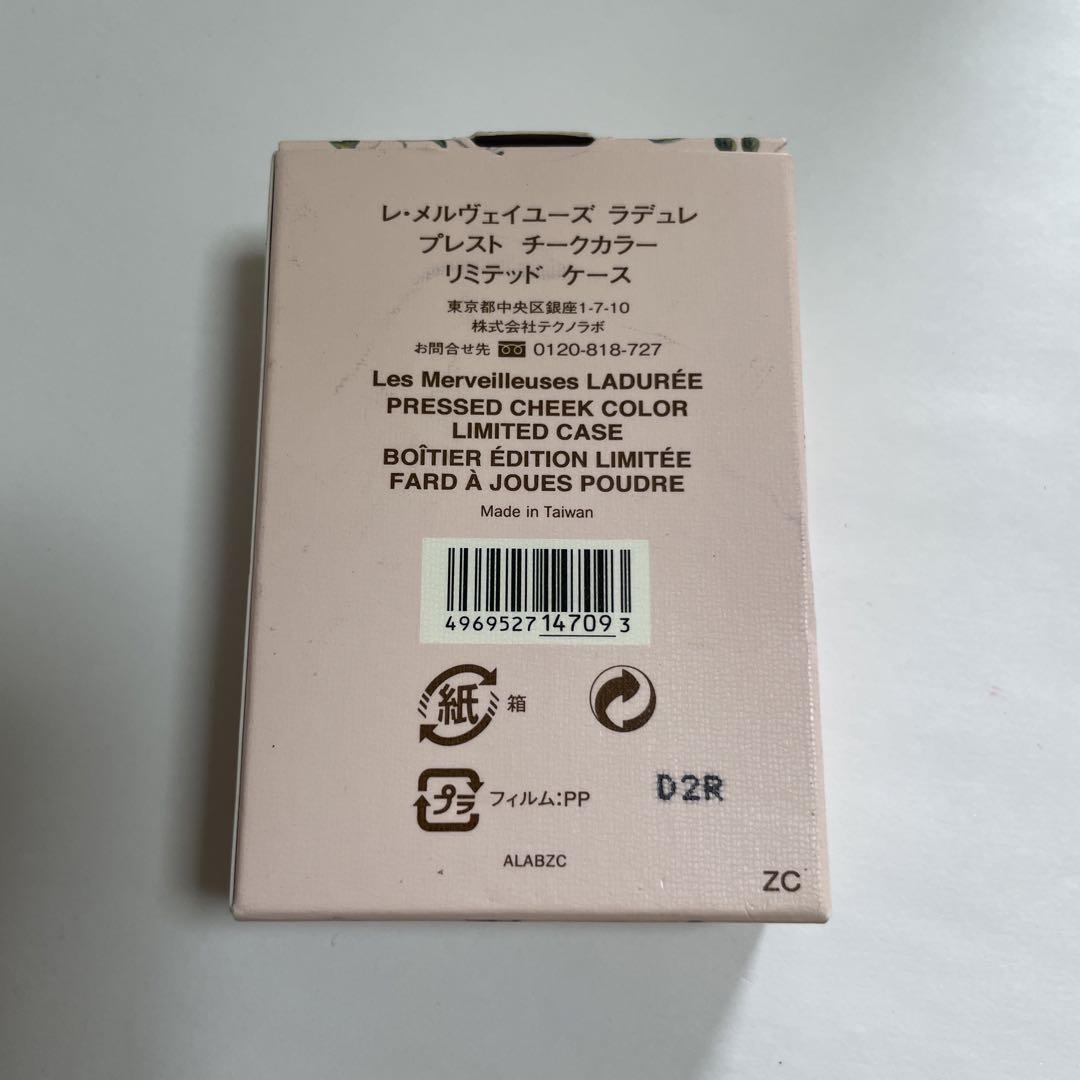 レ・メルヴェイユーズ ラデュレ
プレスト チークカラー
リミテッド ケース
東京都中央区銀座1-7-10
株式会社テクノラボ
お問合せ先 0120-818-727
Les Merveilleuses LADURÉE
PRESSED CHEEK COLOR
LIMITED CASE
BOÎTIER ÉDITION LIMITÉE
FARD À JOUES POUDRE
Made in Taiwan
4969527147093
紙 箱
プラ フィルム:PP
D2R
ALABZC
ZC